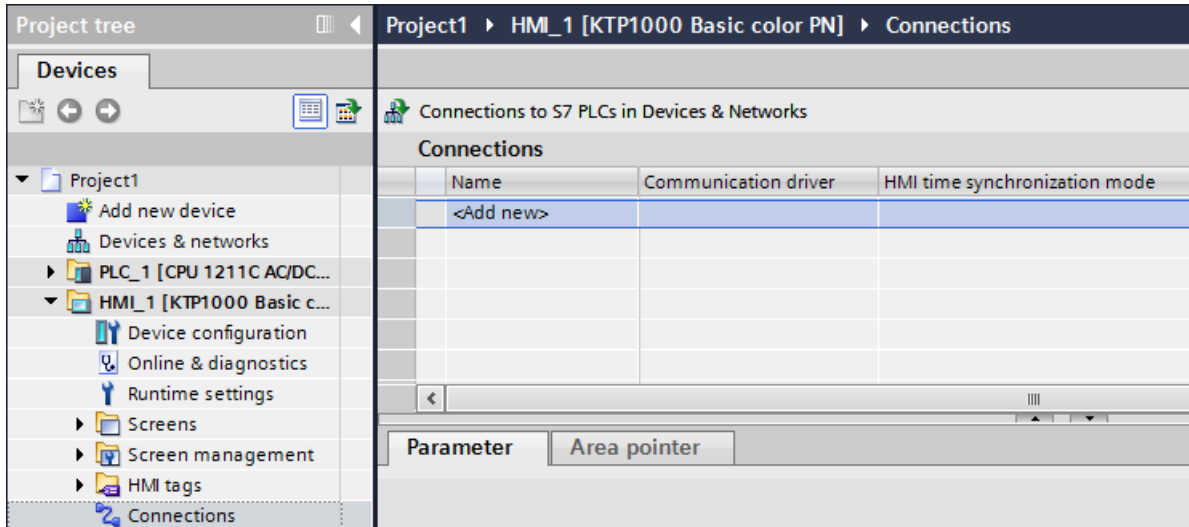 Project tree
Project1 HMI_1 [KTP1000 Basic color PN] Connections
Devices
Connections to S7 PLCs in Devices & Networks
Connections
Name Communication driver HMI time synchronization mode
<Add new>
Project1
Add new device
Devices & networks
PLC_1 [CPU 1211C AC/DC...
HMI_1 [KTP1000 Basic c...
Device configuration
Online & diagnostics
Runtime settings
Screens
Screen management
HMI tags
Connections
Parameter Area pointer